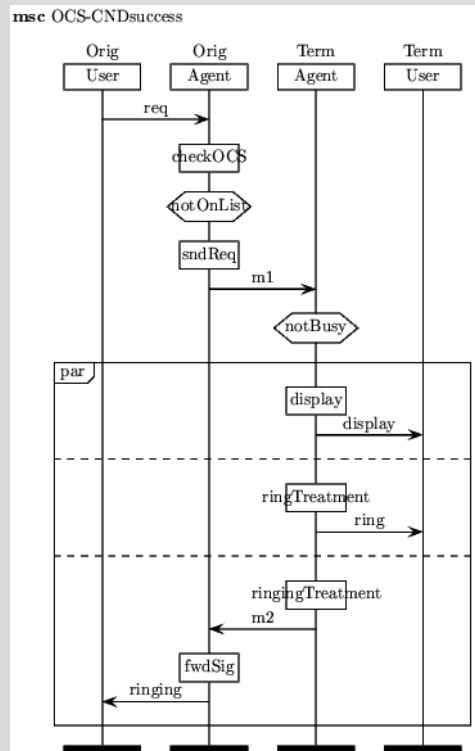 msc OCS-CNDsuccess
Orig Orig Term Term
User Agent Agent User
req
checkOCS
notOnList
sndReq
m1
notBusy
par
display
display
ringTreatment
ring
ringingTreatment
m2
fwdSig
ringing